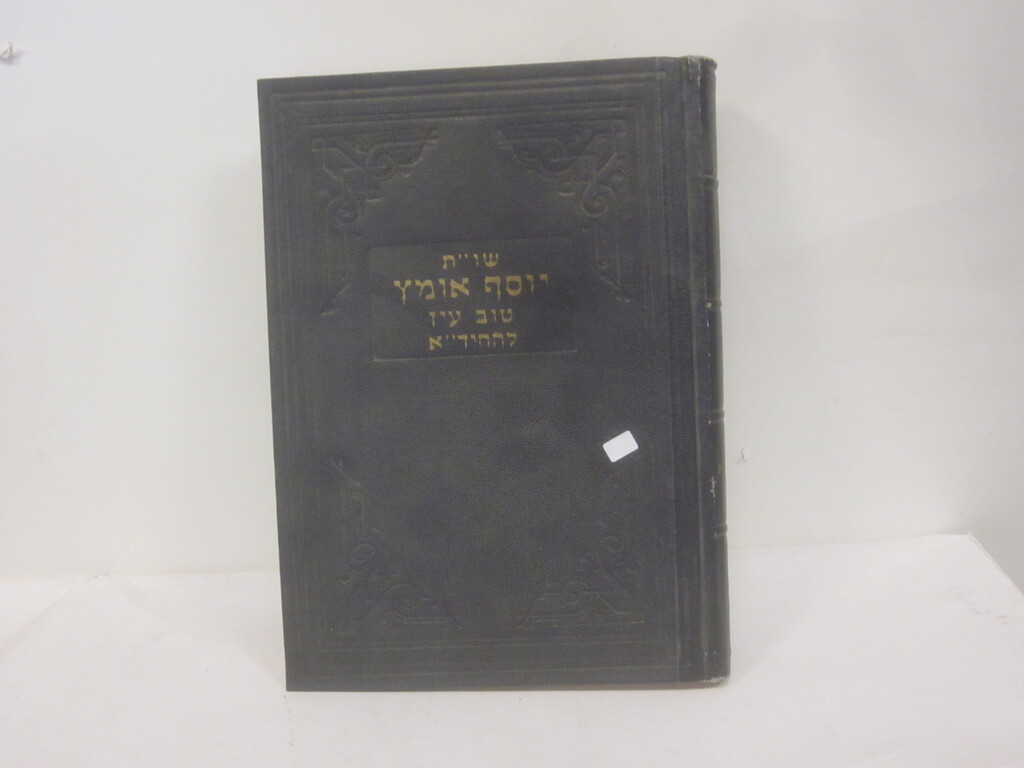 שו"ת
יוסף אומץ
טוב עין
להחיד"א